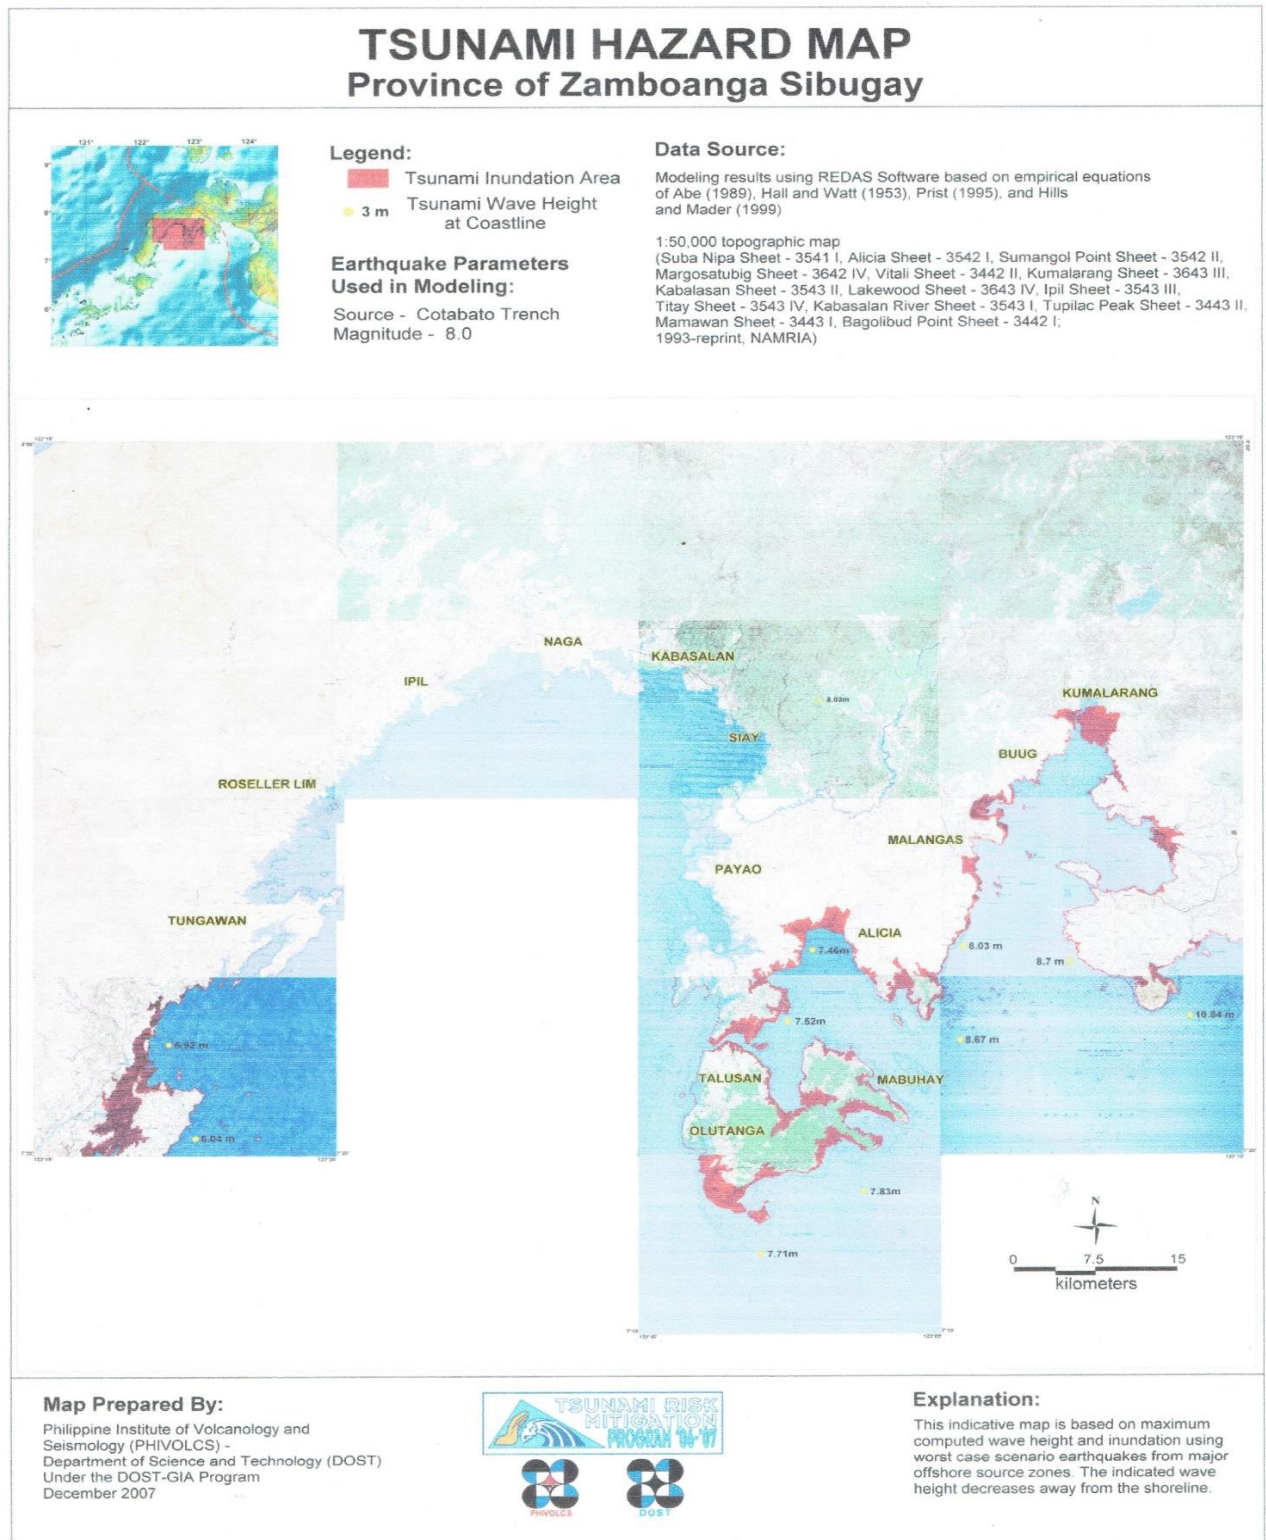 TSUNAMI HAZARD MAP
Province of Zamboanga Sibugay
121° 122° 123° 124°
9°
8°
7°
6°
Legend:
Tsunami Inundation Area
3 m Tsunami Wave Height
at Coastline
Earthquake Parameters
Used in Modeling:
Source - Cotabato Trench
Magnitude - 8.0
Data Source:
Modeling results using REDAS Software based on empirical equations
of Abe (1989), Hall and Watt (1953), Prist (1995), and Hills
and Mader (1999)
1:50,000 topographic map
(Suba Nipa Sheet - 3541 I, Alicia Sheet - 3542 I, Sumangol Point Sheet - 3542 II,
Margosatubig Sheet - 3642 IV, Vitali Sheet - 3442 II, Kumalarang Sheet - 3643 III,
Kabalasan Sheet - 3543 II, Lakewood Sheet - 3643 IV, Ipil Sheet - 3543 III,
Titay Sheet - 3543 IV, Kabasalan River Sheet - 3543 I, Tupilac Peak Sheet - 3443 II,
Mamawan Sheet - 3443 I, Bagolibud Point Sheet - 3442 I;
1993-reprint, NAMRIA)
NAGA
KABASALAN
IPIL
KUMALARANG
SIAY
BUUG
ROSELLER LIM
MALANGAS
PAYAO
TUNGAWAN
ALICIA
7.46m
8.7 m
7.52m
10.84 m
8.67 m
TALUSAN
MABUHAY
OLUTANGA
6.04 m
7.83m
7.71m
N
0 7.5 15
kilometers
Map Prepared By:
Philippine Institute of Volcanology and
Seismology (PHIVOLCS) -
Department of Science and Technology (DOST)
Under the DOST-GIA Program
December 2007
TSUNAMI RISK
MITIGATION
PROGRAM '06-'07
PHIVOLCS
DOST
Explanation:
This indicative map is based on maximum
computed wave height and inundation using
worst case scenario earthquakes from major
offshore source zones. The indicated wave
height decreases away from the shoreline.